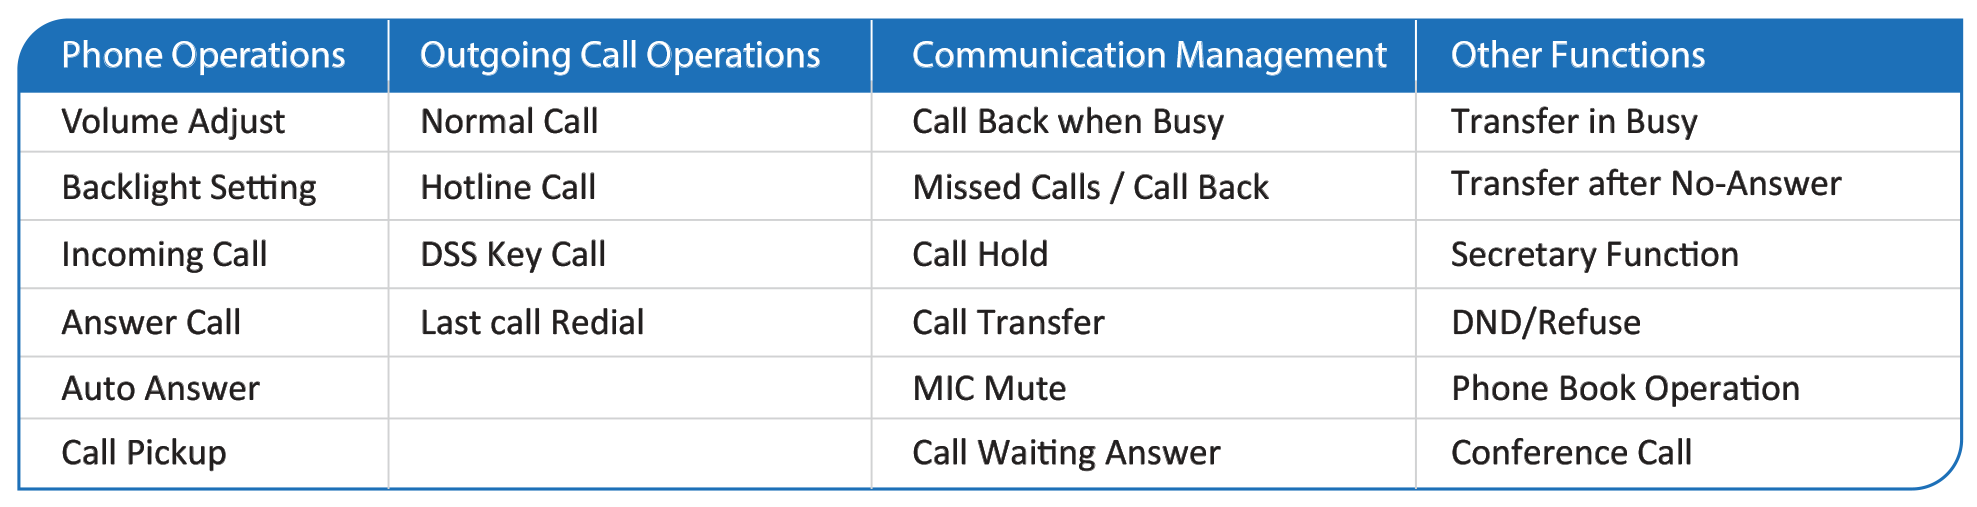 Phone Operations Outgoing Call Operations Communication Management Other Functions
Volume Adjust Normal Call Call Back when Busy Transfer in Busy
Backlight Setting Hotline Call Missed Calls / Call Back Transfer after No-Answer
Incoming Call DSS Key Call Call Hold Secretary Function
Answer Call Last call Redial Call Transfer DND/Refuse
Auto Answer MIC Mute Phone Book Operation
Call Pickup Call Waiting Answer Conference Call